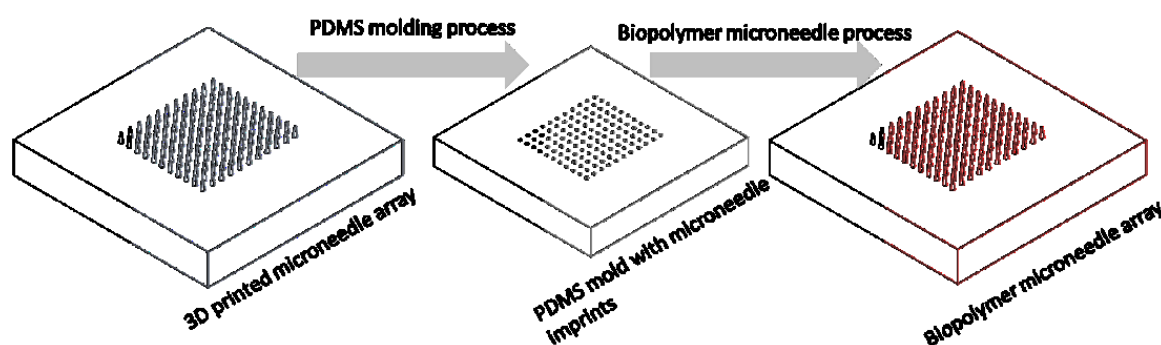 PDMS molding process
Biopolymer microneedle process
3D printed microneedle array
PDMS mold with microneedle
imprints
Biopolymer microneedle array